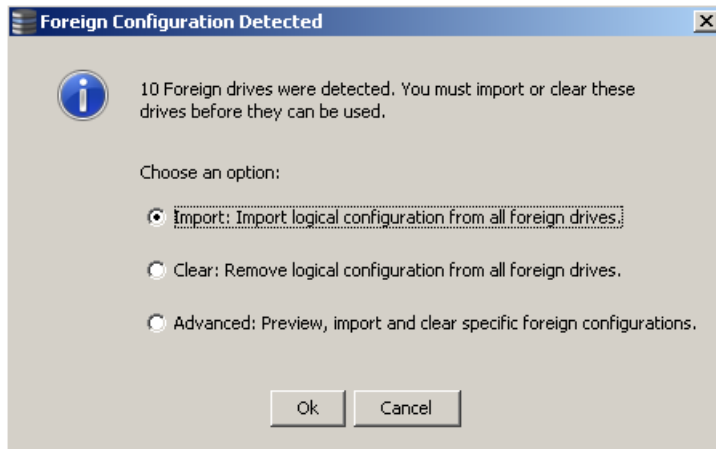 Foreign Configuration Detected
10 Foreign drives were detected. You must import or clear these
drives before they can be used.
Choose an option:
Import: Import logical configuration from all foreign drives.
Clear: Remove logical configuration from all foreign drives.
Advanced: Preview, import and clear specific foreign configurations.
Ok Cancel